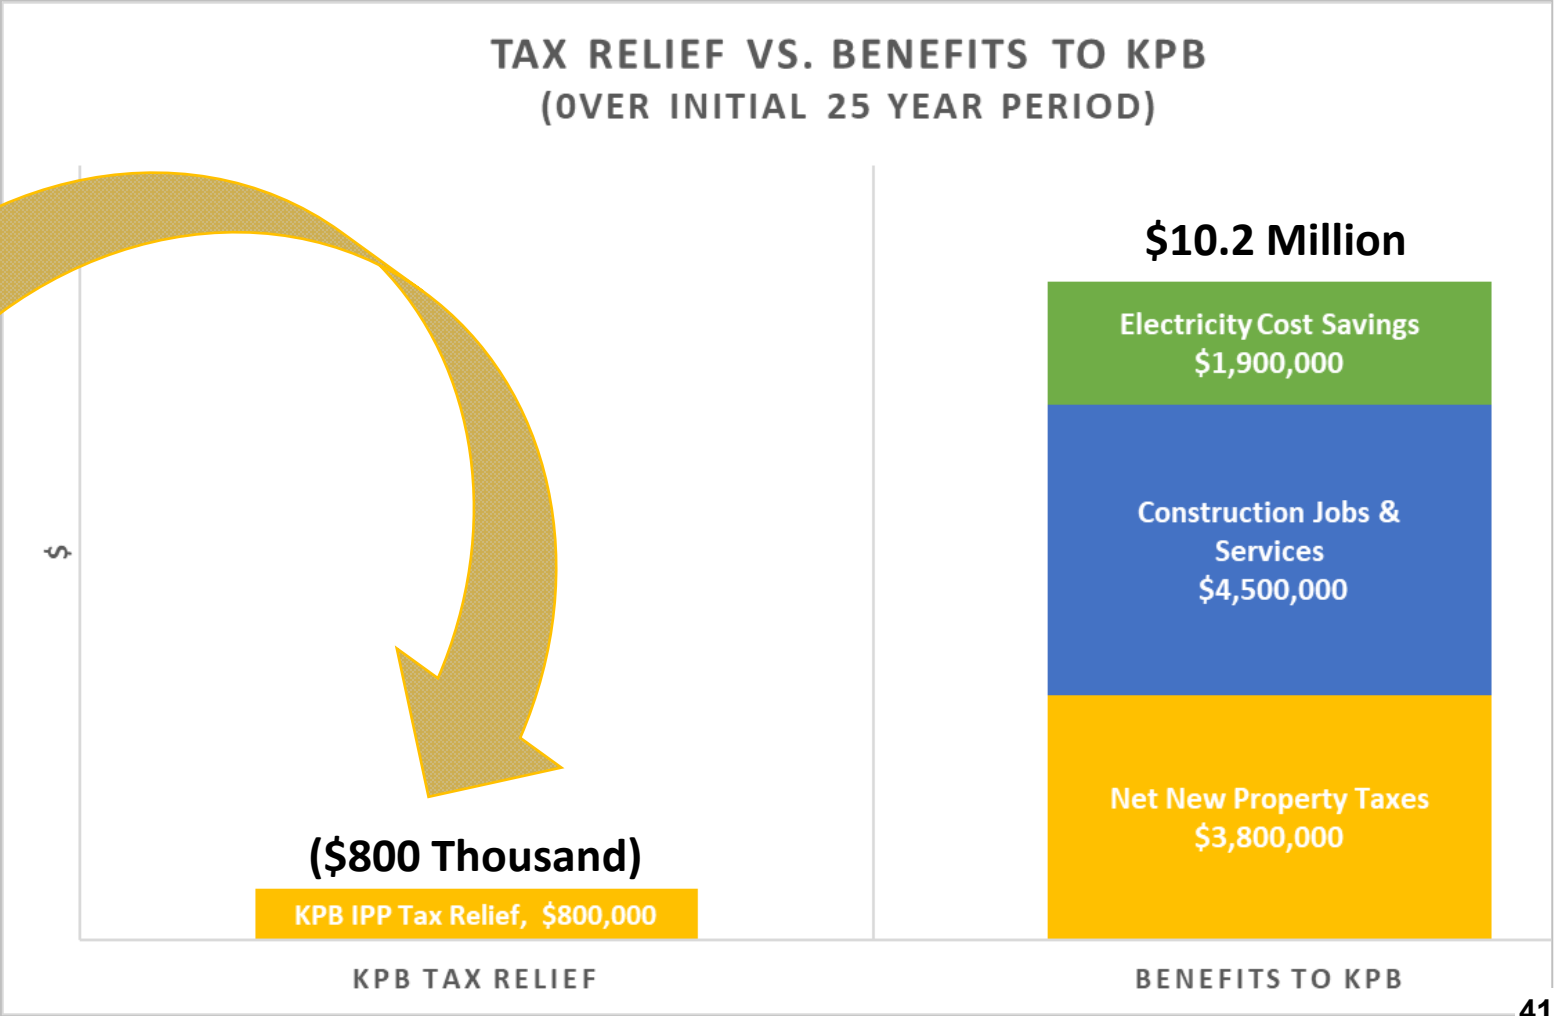 TAX RELIEF VS. BENEFITS TO KPB
(0VER INITIAL 25 YEAR PERIOD)
$10.2 Million
Electricity Cost Savings
$1,900,000
Construction Jobs &
Services
$4,500,000
$
Net New Property Taxes
$3,800,000
($800 Thousand)
KPB IPP Tax Relief, $800,000
KPB TAX RELIEF
BENEFITS TO KPB
41